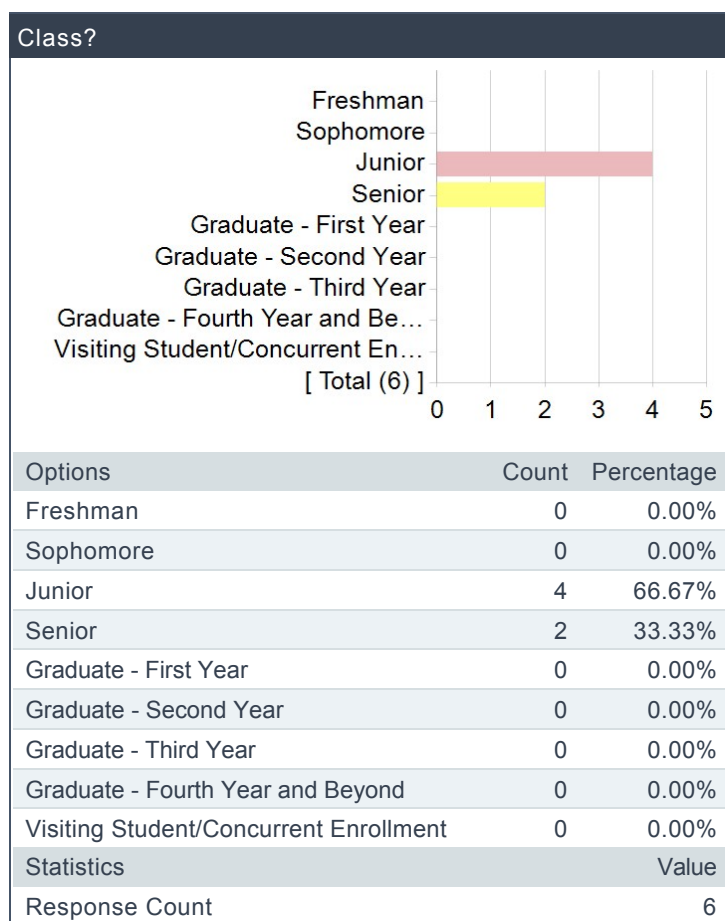 Class?
Freshman
Sophomore
Junior
Senior
Graduate - First Year
Graduate - Second Year
Graduate - Third Year
Graduate - Fourth Year and Be...
Visiting Student/Concurrent En...
[ Total (6) ]
0 1 2 3 4 5
Options Count Percentage
Freshman 0 0.00%
Sophomore 0 0.00%
Junior 4 66.67%
Senior 2 33.33%
Graduate - First Year 0 0.00%
Graduate - Second Year 0 0.00%
Graduate - Third Year 0 0.00%
Graduate - Fourth Year and Beyond 0 0.00%
Visiting Student/Concurrent Enrollment 0 0.00%
Statistics Value
Response Count 6